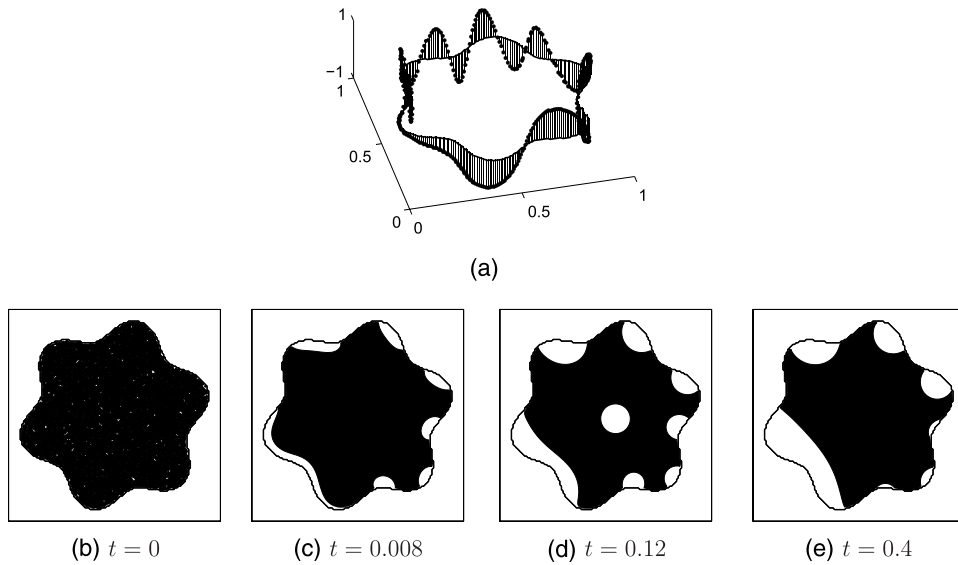 1
−1
1
0.5
0
0
0.5
1
(a)
(b) t = 0
(c) t = 0.008
(d) t = 0.12
(e) t = 0.4